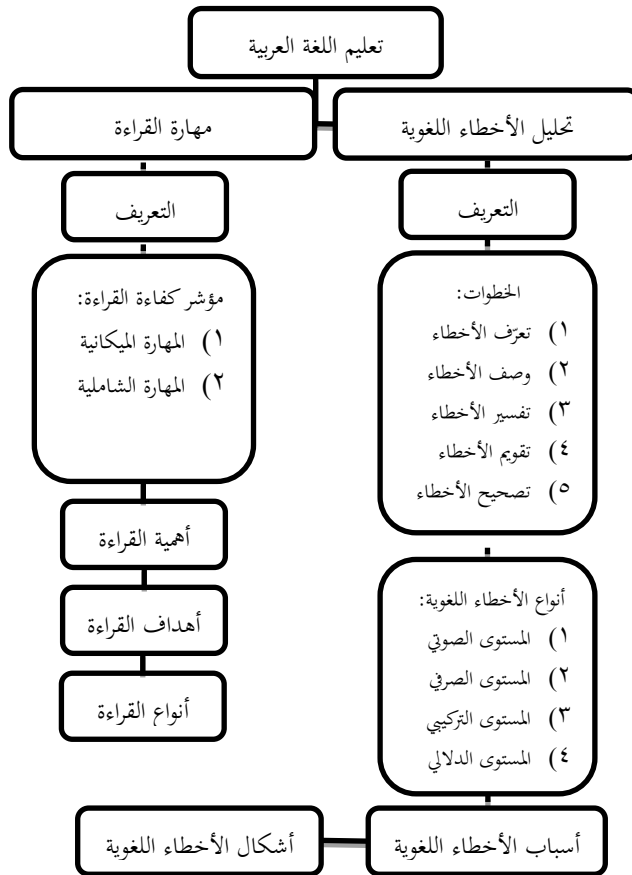 تعليم اللغة العربية
تحليل الأخطاء اللغوية
مهارة القراءة
التعريف
التعريف
الخطوات:
١) تعرّف الأخطاء
٢) وصف الأخطاء
٣) تفسير الأخطاء
٤) تقويم الأخطاء
٥) تصحيح الأخطاء
مؤشر كفاءة القراءة:
١) المهارة الميكانية
٢) المهارة الشاملية
أهمية القراءة
أهداف القراءة
أنواع القراءة
أنواع الأخطاء اللغوية:
١) المستوى الصوتي
٢) المستوى الصرفي
٣) المستوى التركيبي
٤) المستوى الدلالي
أسباب الأخطاء اللغوية
أشكال الأخطاء اللغوية